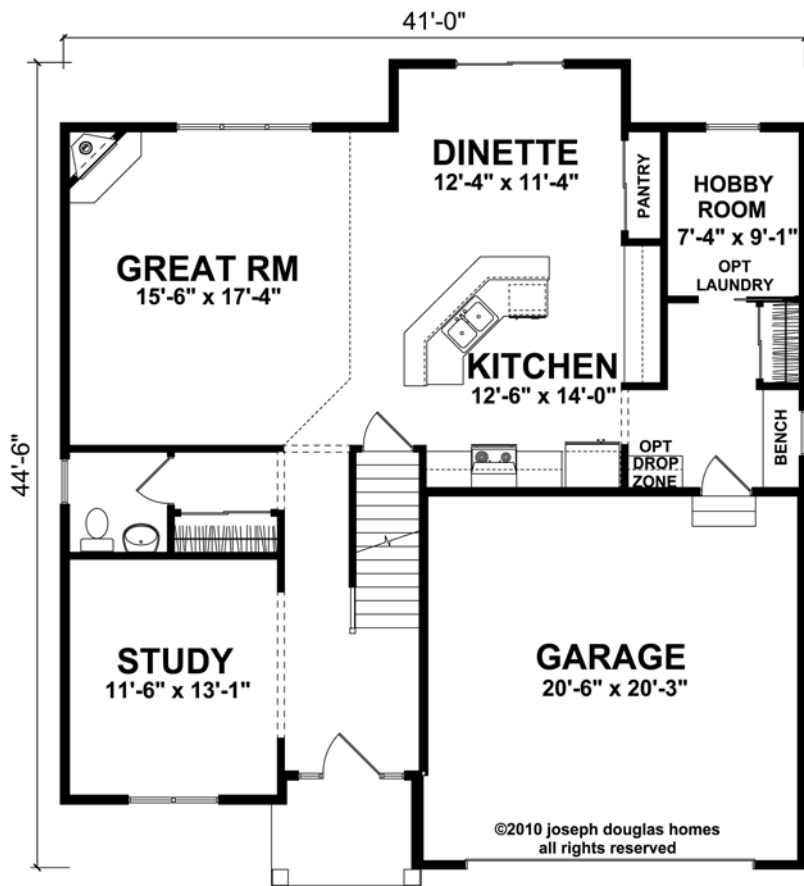 41'-0"
44'-6"
DINETTE
12'-4" x 11'-4"
PANTRY
HOBBY
ROOM
7'-4" x 9'-1"
OPT
LAUNDRY
GREAT RM
15'-6" x 17'-4"
KITCHEN
12'-6" x 14'-0"
OPT
DROP
ZONE
BENCH
STUDY
11'-6" x 13'-1"
GARAGE
20'-6" x 20'-3"
©2010 joseph douglas homes
all rights reserved